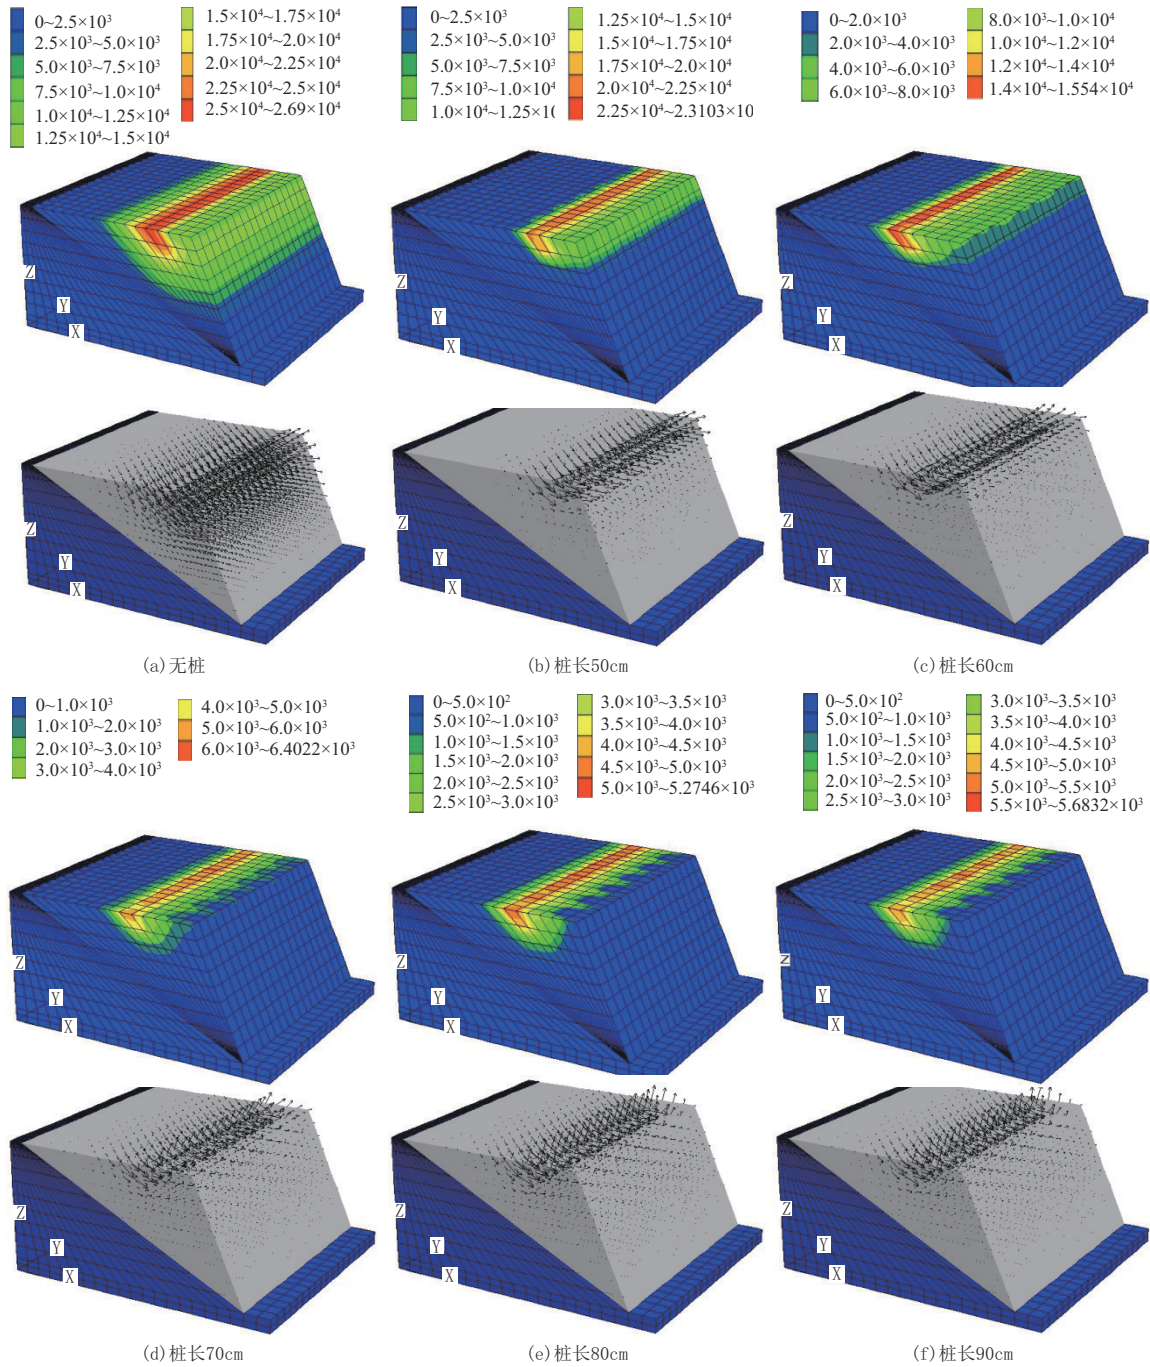 0~2.5×10³
2.5×10³~5.0×10³
5.0×10³~7.5×10³
7.5×10³~1.0×10⁴
1.0×10⁴~1.25×10⁴
1.25×10⁴~1.5×10⁴
1.5×10⁴~1.75×10⁴
1.75×10⁴~2.0×10⁴
2.0×10⁴~2.25×10⁴
2.25×10⁴~2.5×10⁴
2.5×10⁴~2.69×10⁴
0~2.5×10³
2.5×10³~5.0×10³
5.0×10³~7.5×10³
7.5×10³~1.0×10⁴
1.0×10⁴~1.25×10
1.25×10⁴~1.5×10⁴
1.5×10⁴~1.75×10⁴
1.75×10⁴~2.0×10⁴
2.0×10⁴~2.25×10⁴
2.25×10⁴~2.3103×10
0~2.0×10³
2.0×10³~4.0×10³
4.0×10³~6.0×10³
6.0×10³~8.0×10³
8.0×10³~1.0×10⁴
1.0×10⁴~1.2×10⁴
1.2×10⁴~1.4×10⁴
1.4×10⁴~1.554×10⁴
Z
Y
X
Z
Y
X
Z
Y
X
Z
Y
X
Z
Y
X
Z
Y
X
(a)无桩
(b)桩长50cm
(c)桩长60cm
0~1.0×10³
1.0×10³~2.0×10³
2.0×10³~3.0×10³
3.0×10³~4.0×10³
4.0×10³~5.0×10³
5.0×10³~6.0×10³
6.0×10³~6.4022×10³
0~5.0×10²
5.0×10²~1.0×10³
1.0×10³~1.5×10³
1.5×10³~2.0×10³
2.0×10³~2.5×10³
2.5×10³~3.0×10³
3.0×10³~3.5×10³
3.5×10³~4.0×10³
4.0×10³~4.5×10³
4.5×10³~5.0×10³
5.0×10³~5.2746×10³
0~5.0×10²
5.0×10²~1.0×10³
1.0×10³~1.5×10³
1.5×10³~2.0×10³
2.0×10³~2.5×10³
2.5×10³~3.0×10³
3.0×10³~3.5×10³
3.5×10³~4.0×10³
4.0×10³~4.5×10³
4.5×10³~5.0×10³
5.0×10³~5.5×10³
5.5×10³~5.6832×10³
Z
Y
X
Z
Y
X
Z
Y
X
Z
Y
X
Z
Y
X
Z
Y
X
(d)桩长70cm
(e)桩长80cm
(f)桩长90cm